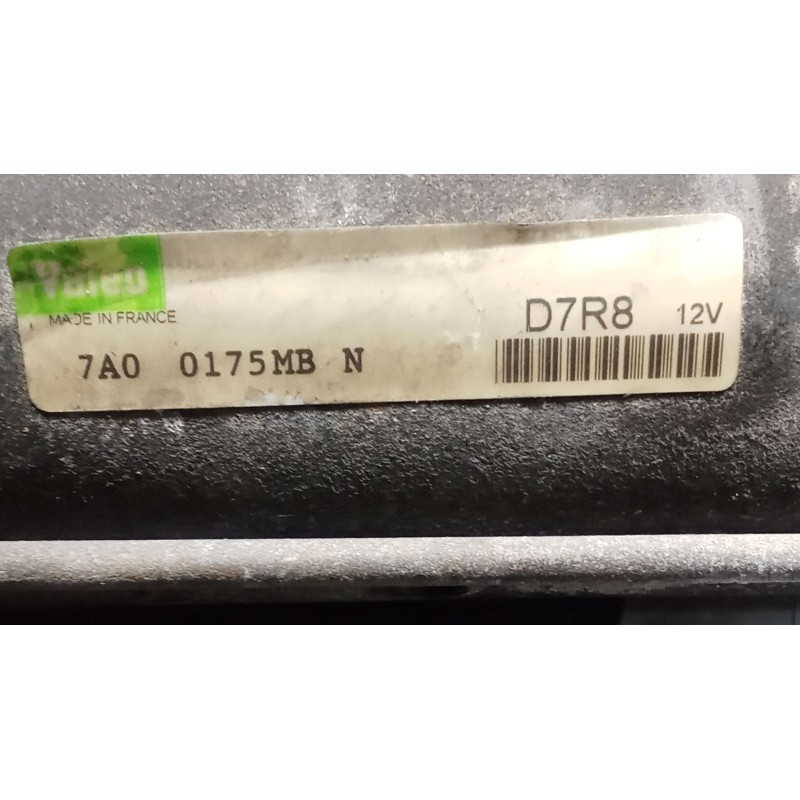 Valeo
MADE IN FRANCE
7A0 0175MB N
D7R8 12V